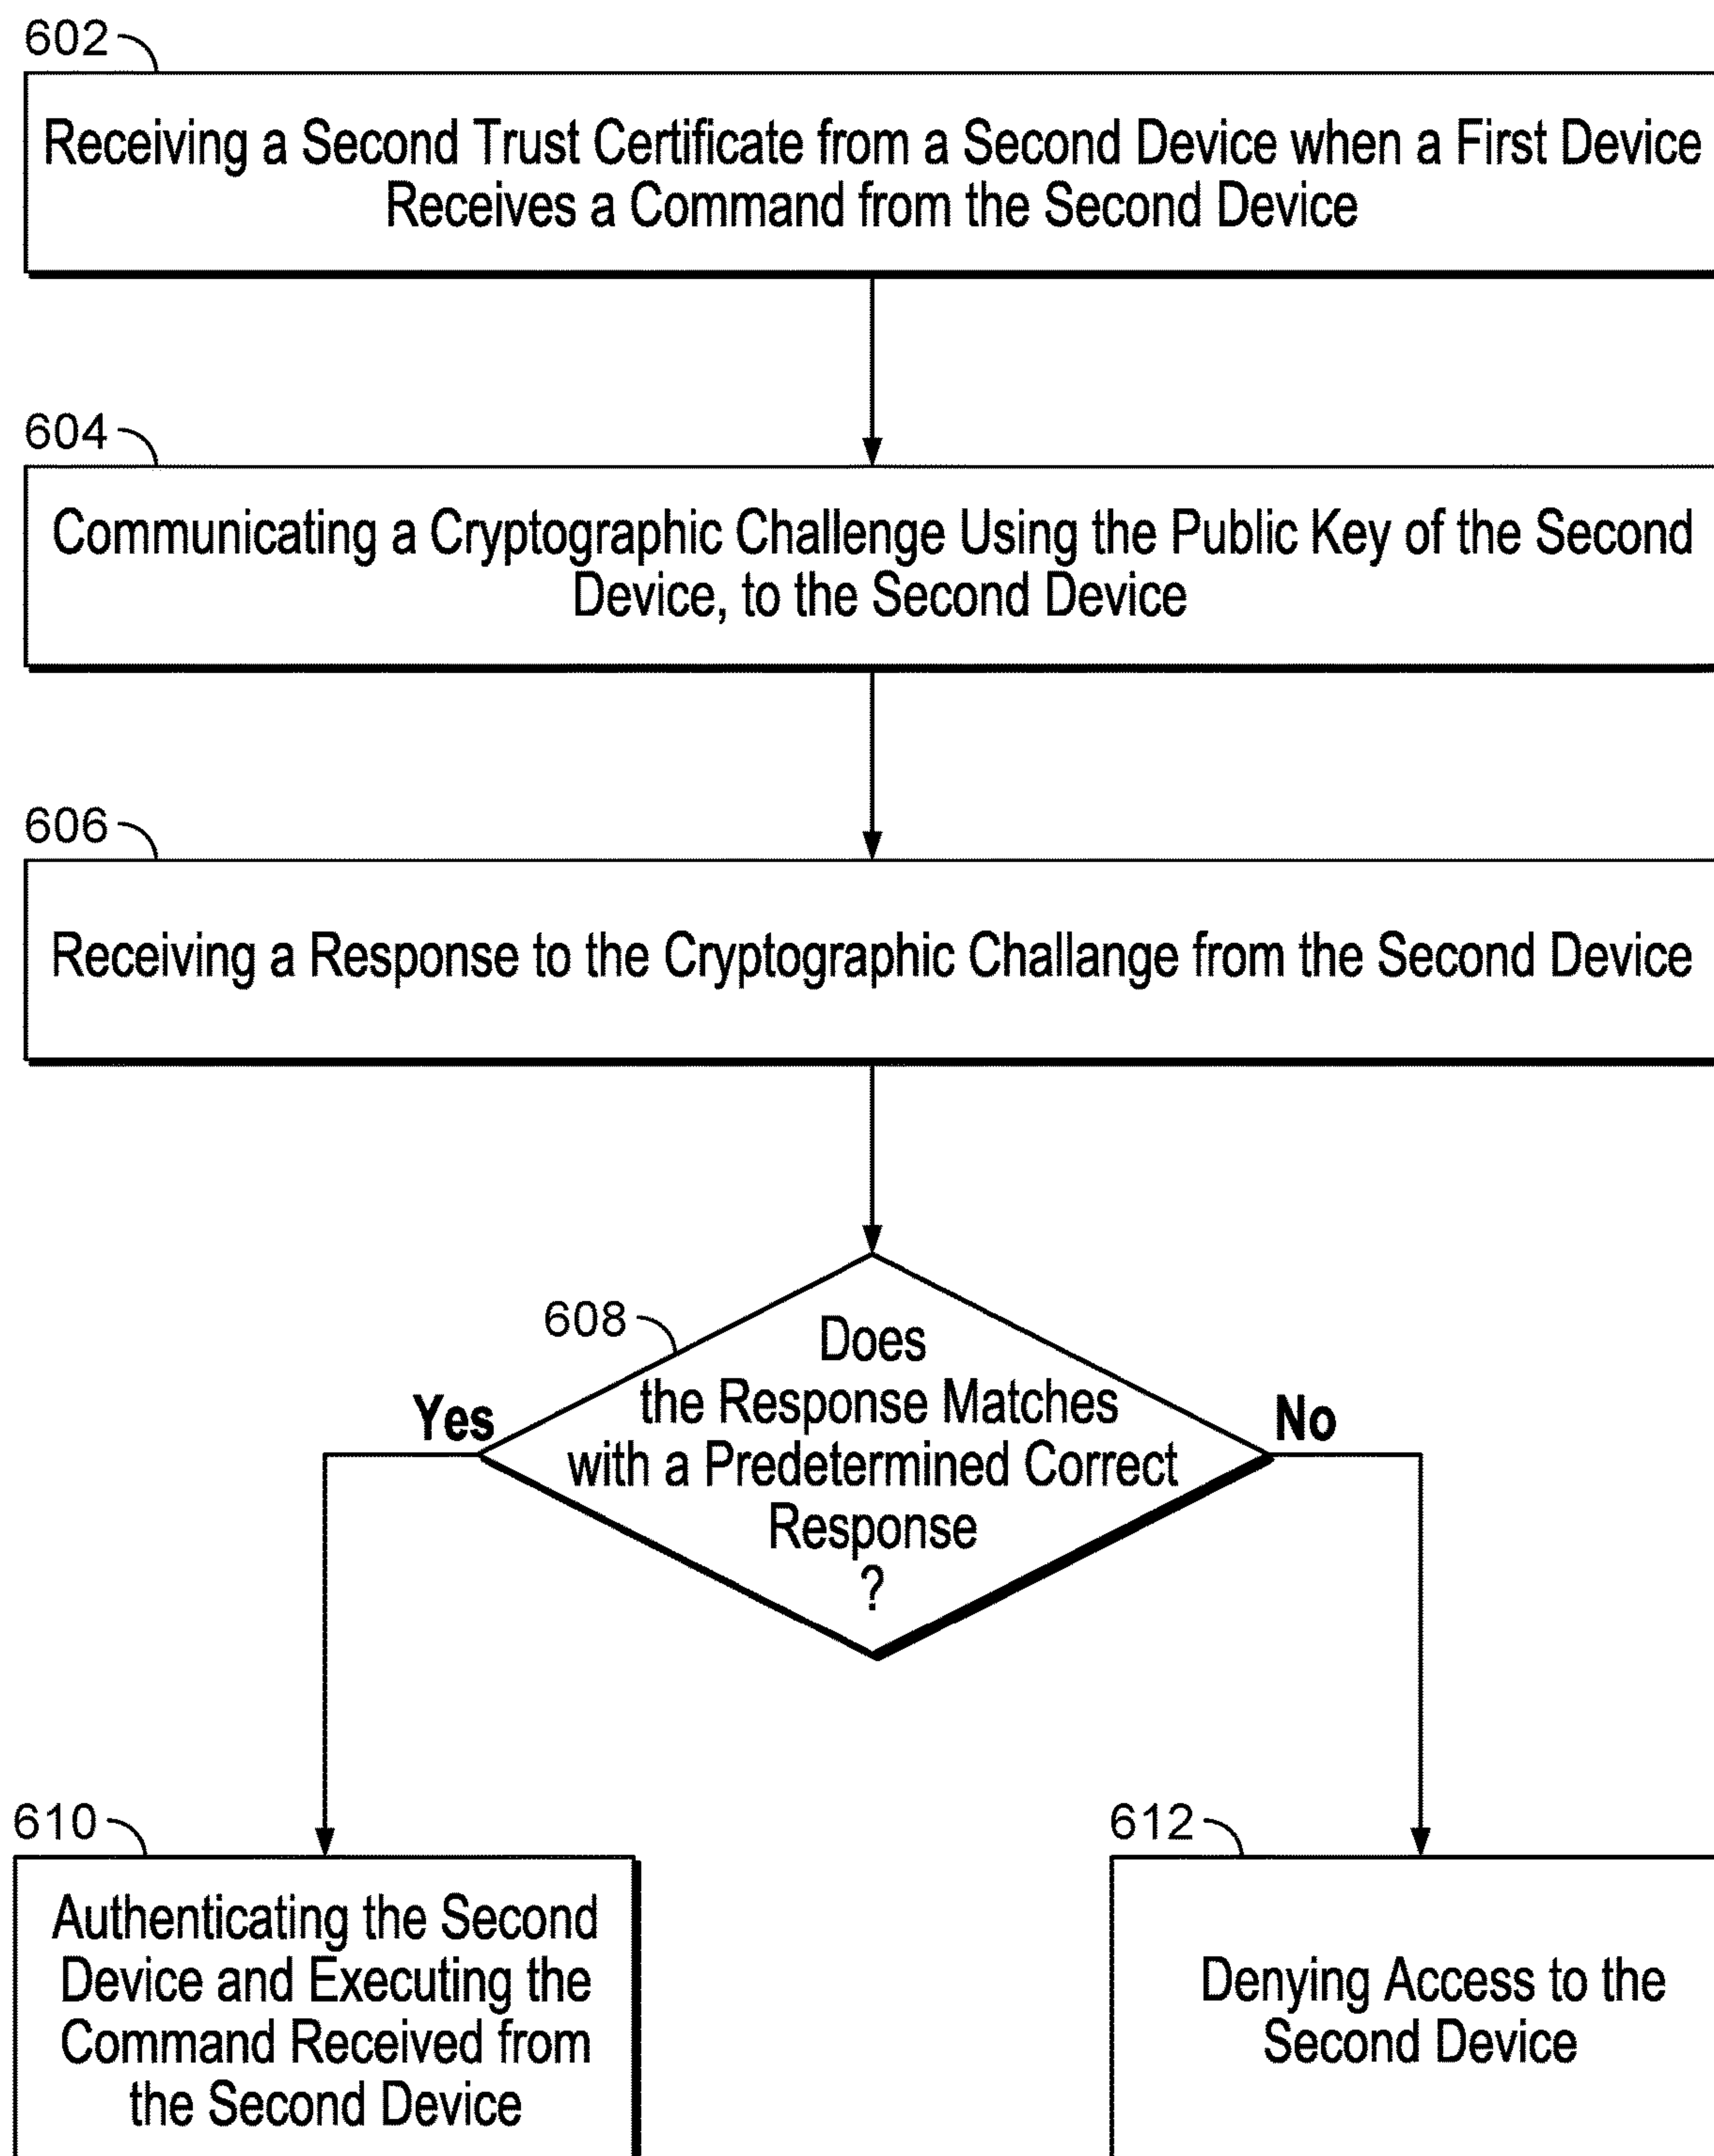 602
Receiving a Second Trust Certificate from a Second Device when a First Device
Receives a Command from the Second Device
604
Communicating a Cryptographic Challenge Using the Public Key of the Second
Device, to the Second Device
606
Receiving a Response to the Cryptographic Challange from the Second Device
608
Does
the Response Matches
with a Predetermined Correct
Response
?
Yes
No
610
Authenticating the Second
Device and Executing the
Command Received from
the Second Device
612
Denying Access to the
Second Device